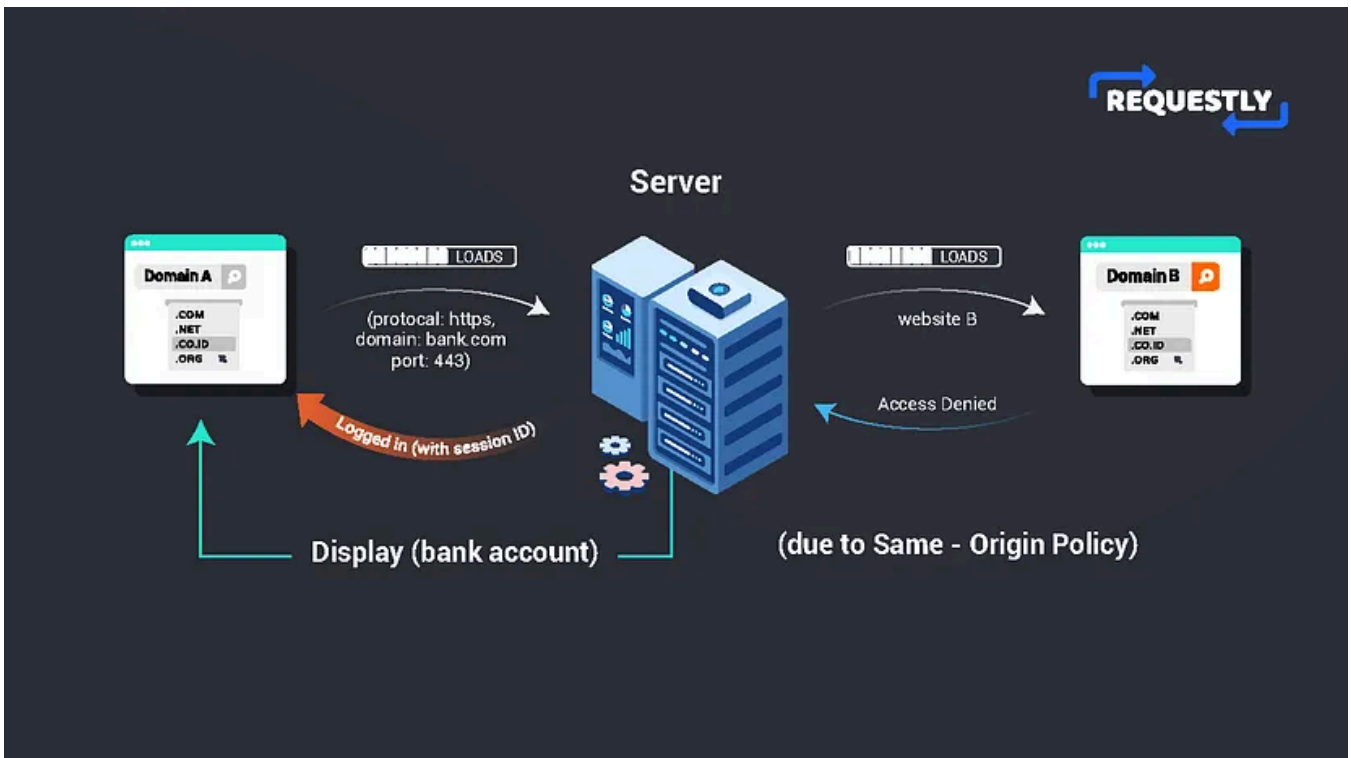 REQUESTLY
Server
Domain A
.COM
.NET
.CO.ID
.ORG
LOADS
(protocal: https,
domain: bank.com
port: 443)
Logged in (with session ID)
Display (bank account)
LOADS
website B
Access Denied
(due to Same - Origin Policy)
Domain B
.COM
.NET
.CO.ID
.ORG